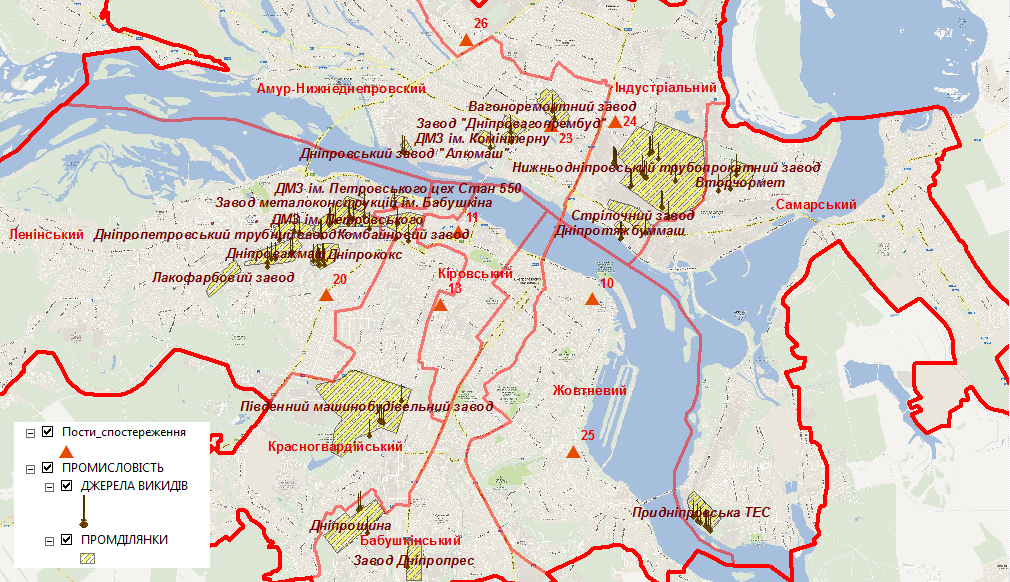 26
Амур-Нижнеднепровский
Індустріальний
Вагоноремонтний завод
Завод "Дніпровагонрембуд"
24
ДМЗ ім. Комінтерну
23
Дніпровський завод "Алюмаш"
Нижньодніпровський трубопрокатний завод
Вторчормет
ДМЗ ім. Петровського цех Стан 550
Завод металоконструкцій ім. Бабушкіна
Самарський
ДМЗ ім. Петровського
11
Стрілочний завод
Ленінський
Дніпропетровський трубний завод
Комбайновий завод
Дніпротяжбуммаш
Дніпроважмаш
Дніпрококс
Лакофарбовий завод
20
Кіровський
13
10
Жовтневий
Південний машинобудівельний завод
Пости_спостереження
25
Красногвардійський
ПРОМИСЛОВІСТЬ
ДЖЕРЕЛА ВИКИДІВ
Придніпровська ТЕС
Дніпрошина
ПРОМДІЛЯНКИ
Бабушкінський
Завод Дніпропрес